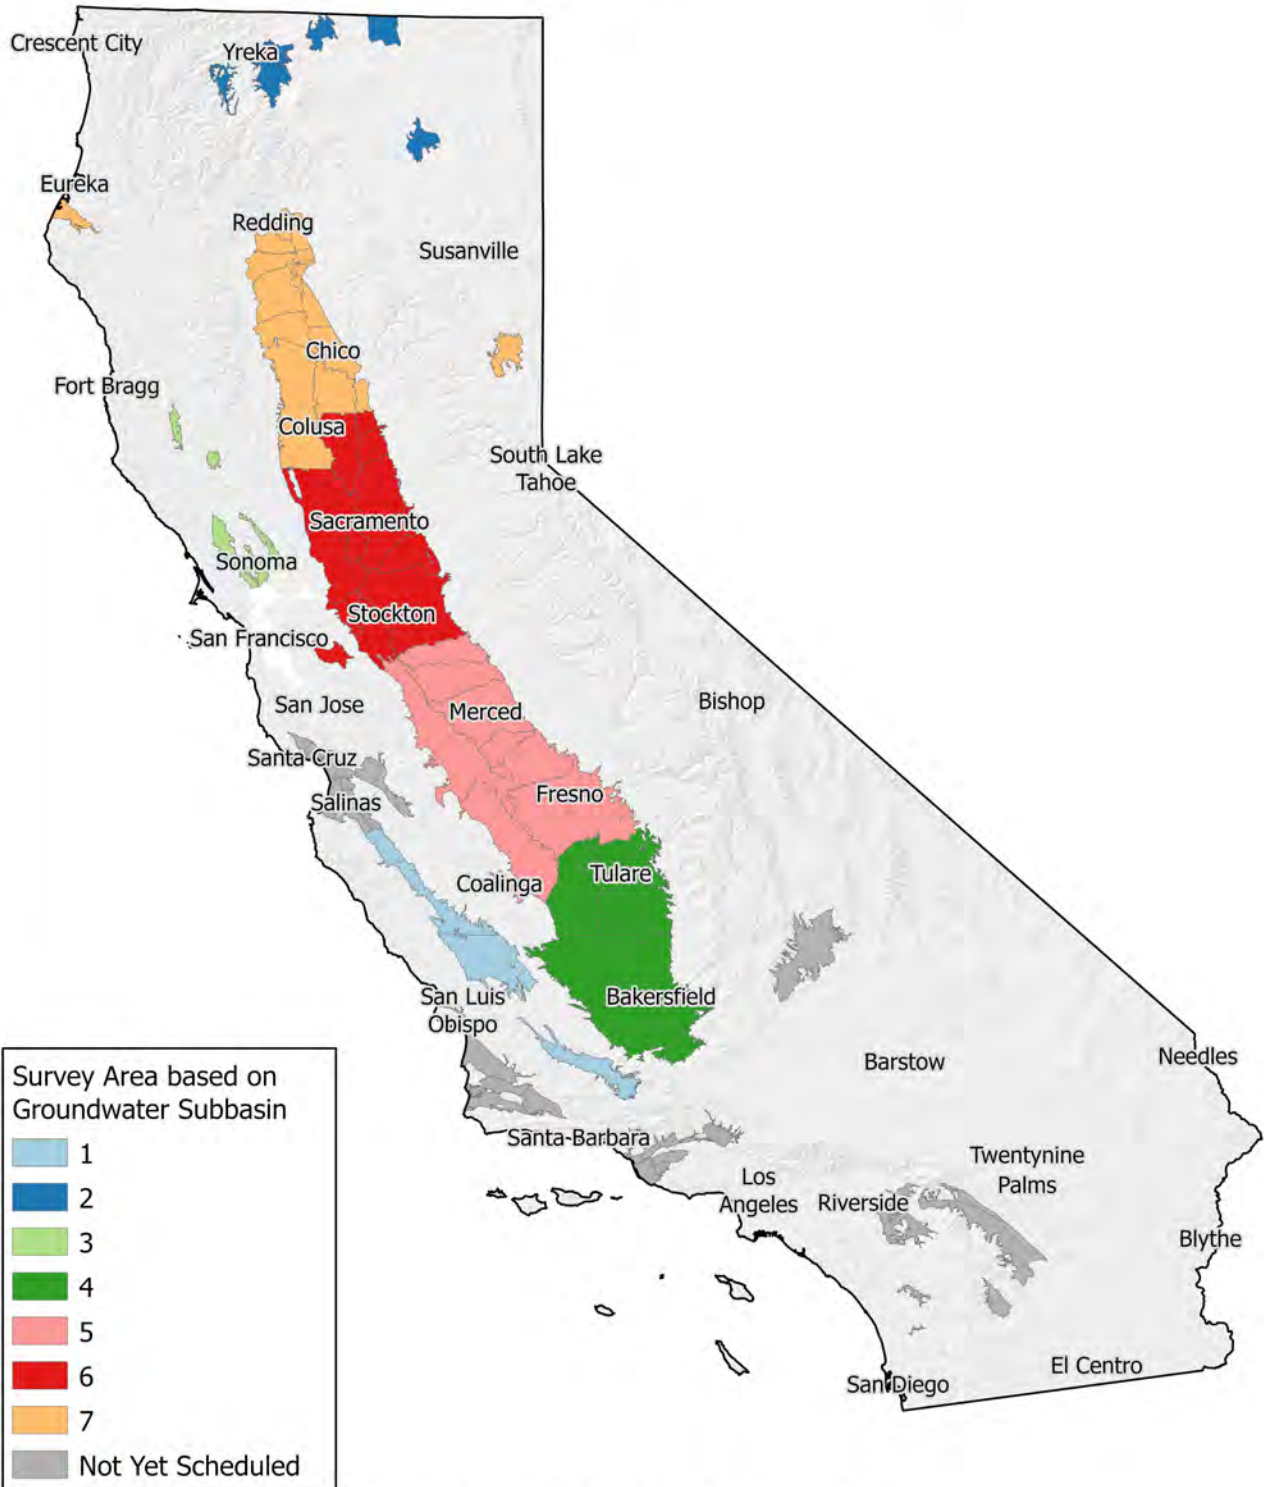 Crescent City
Yreka
Eureka
Redding
Susanville
Chico
Fort Bragg
Colusa
South Lake
Tahoe
Sacramento
Sonoma
Stockton
San Francisco
San Jose
Merced
Bishop
Santa-Cruz
Salinas
Fresno
Coalinga
Tulare
San Luis
Obispo
Bakersfield
Barstow
Needles
Santa-Barbara
Los
Angeles
Riverside
Twentynine
Palms
Blythe
El Centro
San Diego
Survey Area based on
Groundwater Subbasin
1
2
3
4
5
6
7
Not Yet Scheduled